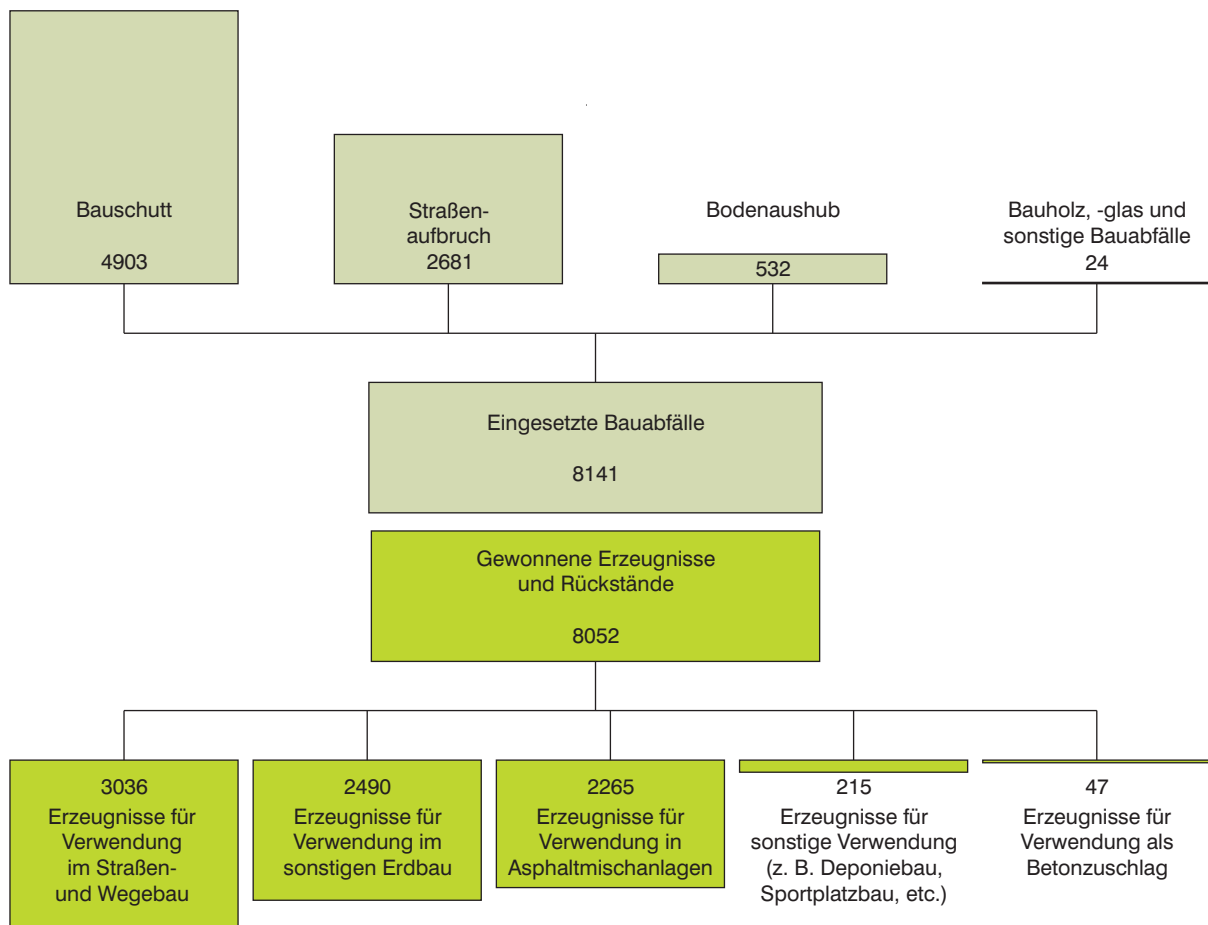 Bauschutt
4903
Straßen-
aufbruch
2681
Bodenaushub
532
Bauholz, -glas und
sonstige Bauabfälle
24
Eingesetzte Bauabfälle
8141
Gewonnene Erzeugnisse
und Rückstände
8052
3036
Erzeugnisse für
Verwendung
im Straßen-
und Wegebau
2490
Erzeugnisse für
Verwendung im
sonstigen Erdbau
2265
Erzeugnisse für
Verwendung in
Asphaltmischanlagen
215
Erzeugnisse für
sonstige Verwendung
(z. B. Deponiebau,
Sportplatzbau, etc.)
47
Erzeugnisse für
Verwendung als
Betonzuschlag